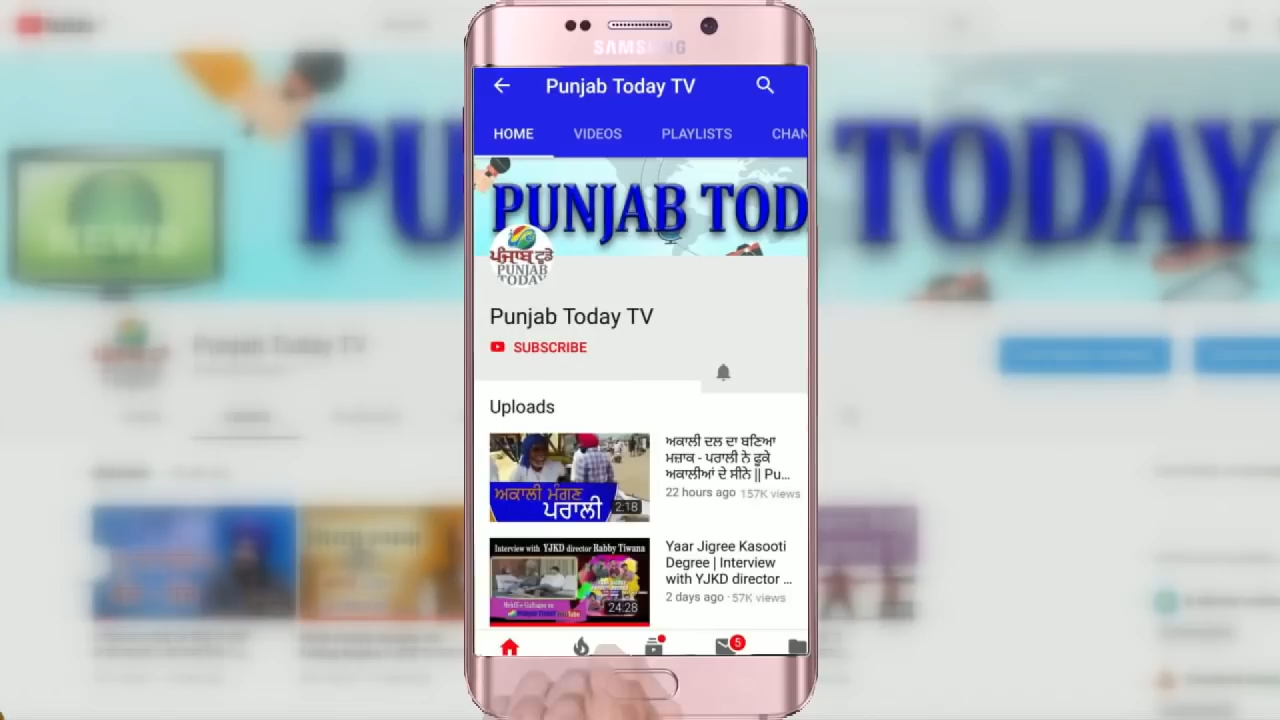 SAMSUNG
Punjab Today TV
HOME VIDEOS PLAYLISTS CHAN
PUNJAB TOD
PU
TODAY
NEWS
ਪੰਜਾਬ ਟੂਡੇ
PUNJAB
TODAY
Punjab Today TV
SUBSCRIBE
Uploads
ਅਕਾਲੀ ਮੰਗਣ
ਪਰਾਲੀ
2:18
ਅਕਾਲੀ ਦਲ ਦਾ ਬਣਿਆ
ਮਜ਼ਾਕ - ਪਰਾਲੀ ਨੇ ਫੂਕੇ
ਅਕਾਲੀਆਂ ਦੇ ਸੀਨੇ || Pu...
22 hours ago 157K views
Interview with YJKD director Rabby Tiwana
24:28
Yaar Jigree Kasooti
Degree | Interview
with YJKD director ...
2 days ago · 57K views
5